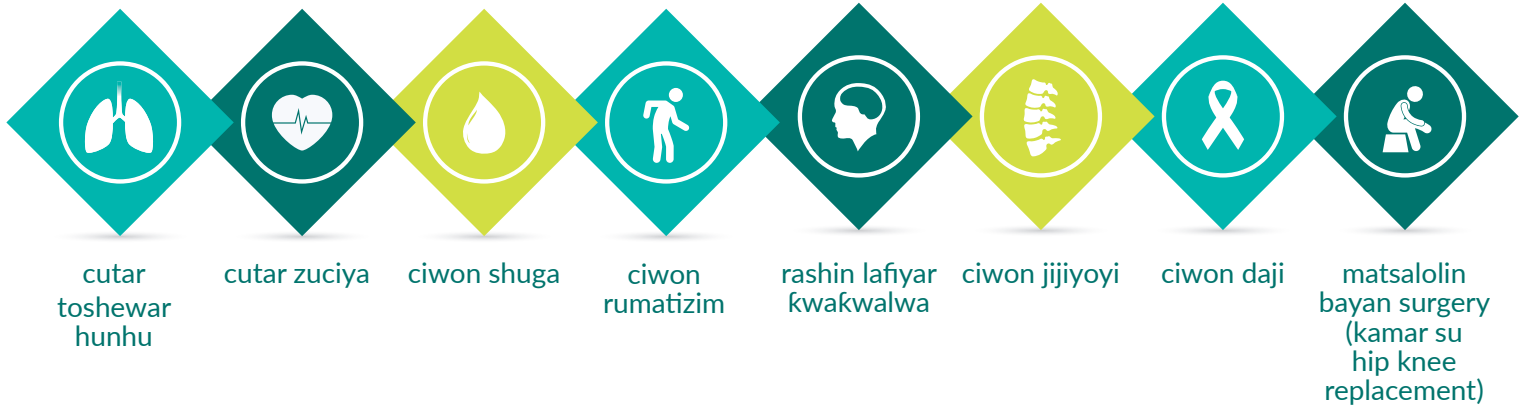 cutar
toshewar
hunhu
cutar zuciya
ciwon shuga
ciwon
rumatizim
rashin lafiyar
ƙwaƙwalwa
ciwon jijiyoyi
ciwon daji
matsalolin
bayan surgery
(kamar su
hip knee
replacement)